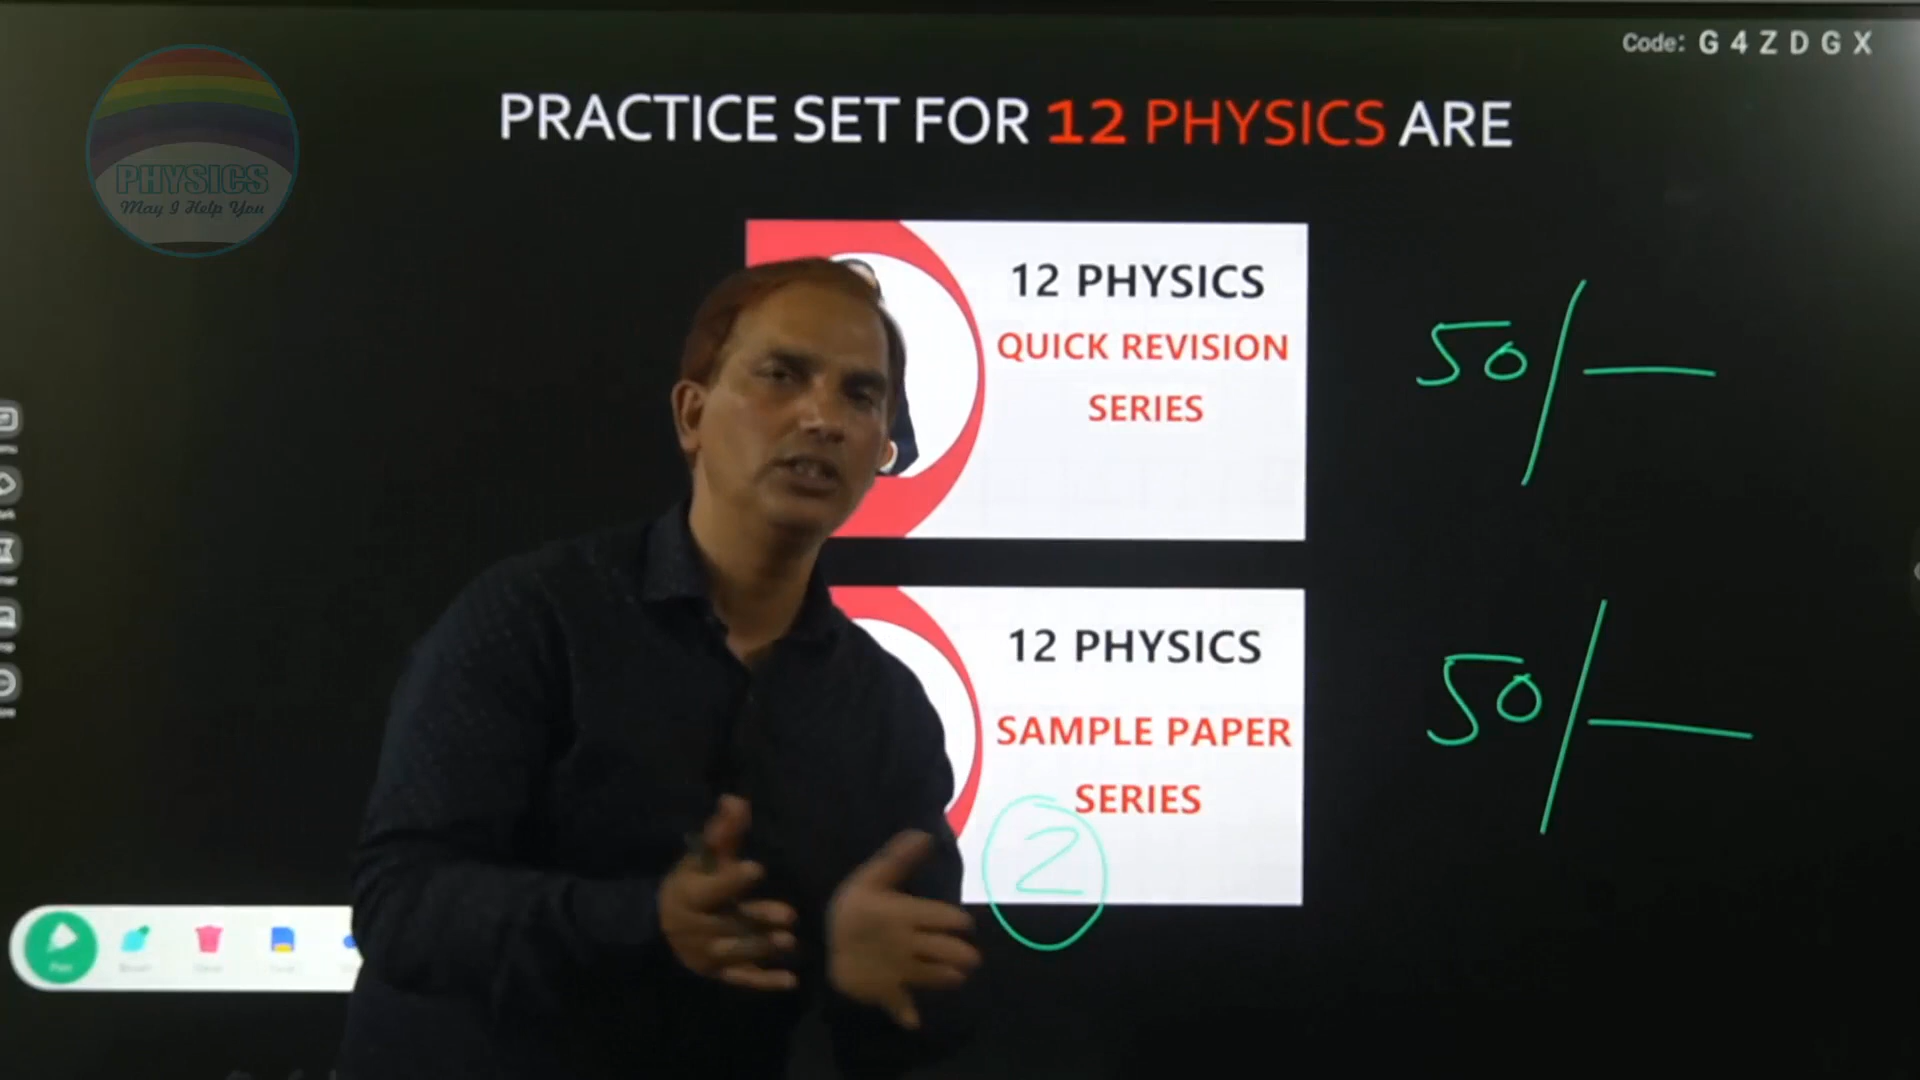 Code: G 4 Z D G X
PHYSICS
May I Help You
PRACTICE SET FOR 12 PHYSICS ARE
12 PHYSICS
QUICK REVISION
SERIES
50/—
12 PHYSICS
SAMPLE PAPER
SERIES
2
50/—